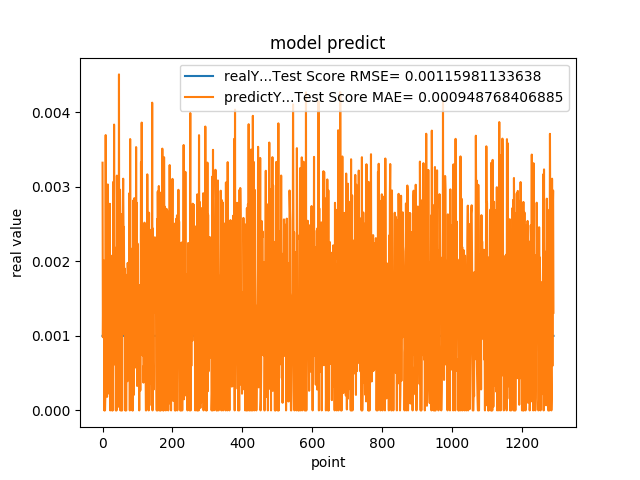 model predict
realY...Test Score RMSE= 0.00115981133638
predictY...Test Score MAE= 0.000948768406885
0.004
0.003
0.002
0.001
0.000
real value
0 200 400 600 800 1000 1200
point